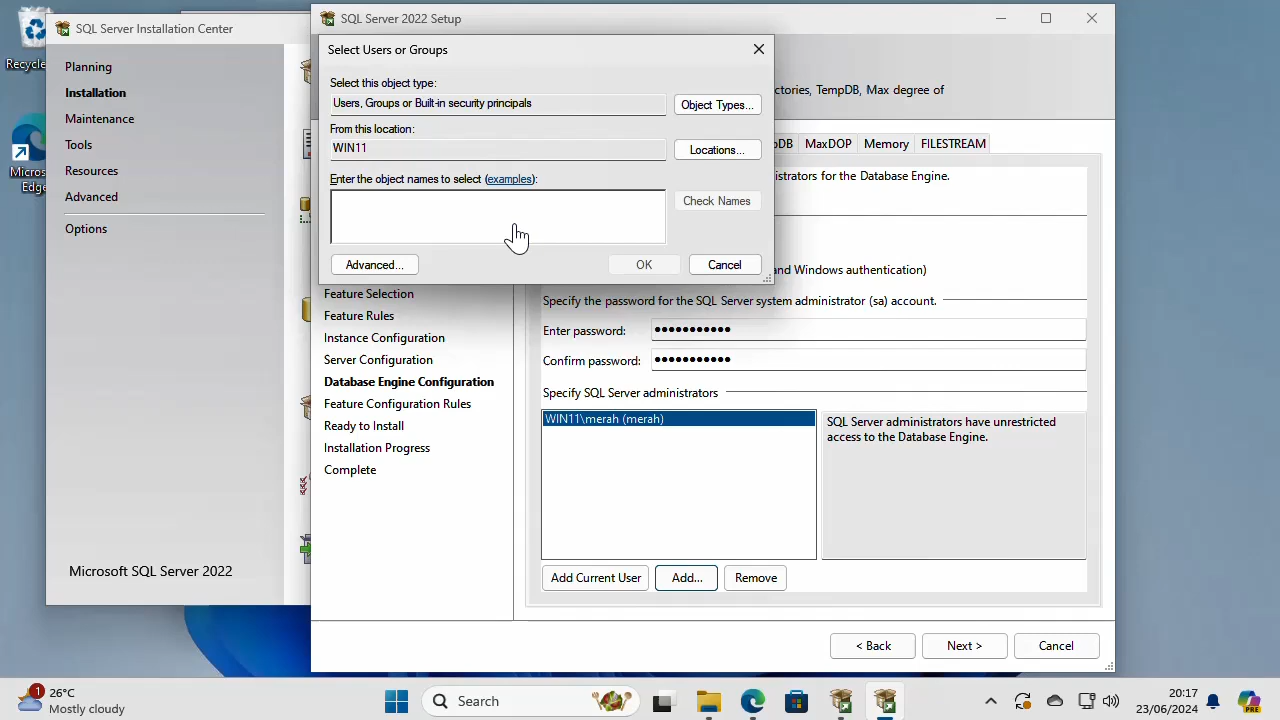 Recycle
Micros
Edge
SQL Server Installation Center
Planning
Installation
Maintenance
Tools
Resources
Advanced
Options
Microsoft SQL Server 2022
SQL Server 2022 Setup
ctories, TempDB, Max degree of
Select Users or Groups
Select this object type:
Users, Groups or Built-in security principals
Object Types...
From this location:
WIN11
Locations...
Enter the object names to select (examples):
Check Names
Advanced...
OK
Cancel
DB
MaxDOP
Memory
FILESTREAM
istrators for the Database Engine.
and Windows authentication)
Feature Selection
Feature Rules
Instance Configuration
Server Configuration
Database Engine Configuration
Feature Configuration Rules
Ready to Install
Installation Progress
Complete
Specify the password for the SQL Server system administrator (sa) account.
Enter password:
●●●●●●●●●●●
Confirm password:
●●●●●●●●●●●
Specify SQL Server administrators
WIN11\merah (merah)
SQL Server administrators have unrestricted
access to the Database Engine.
Add Current User
Add...
Remove
< Back
Next >
Cancel
1
26°C
Mostly cloudy
Search
20:17
23/06/2024
PRE